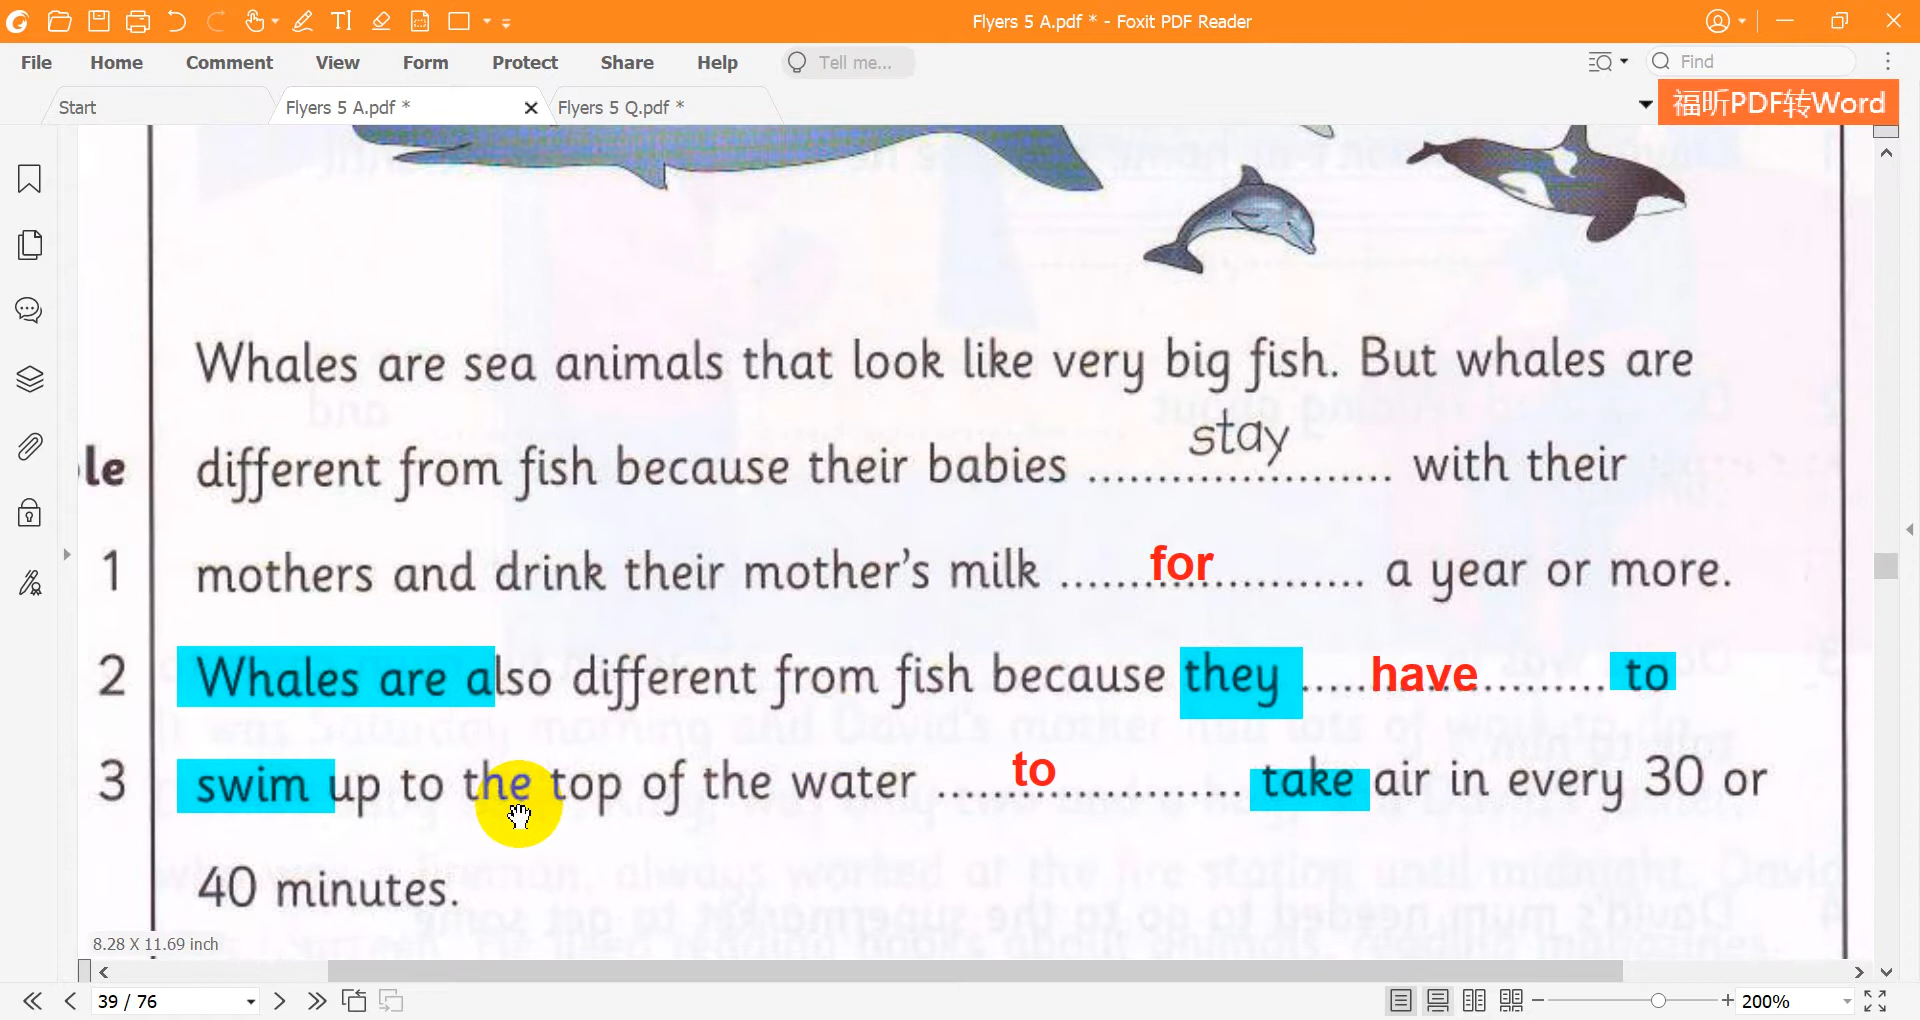 Flyers 5 A.pdf * - Foxit PDF Reader
File Home Comment View Form Protect Share Help Tell me... Find
Start Flyers 5 A.pdf * Flyers 5 Q.pdf * 福昕PDF转Word
Whales are sea animals that look like very big fish. But whales are
stay
le different from fish because their babies ........................ with their
1 mothers and drink their mother's milk ........for........ a year or more.
2 Whales are also different from fish because they ........have........ to
3 swim up to the top of the water ........to........ take air in every 30 or
40 minutes.
8.28 X 11.69 inch
39 / 76 200%